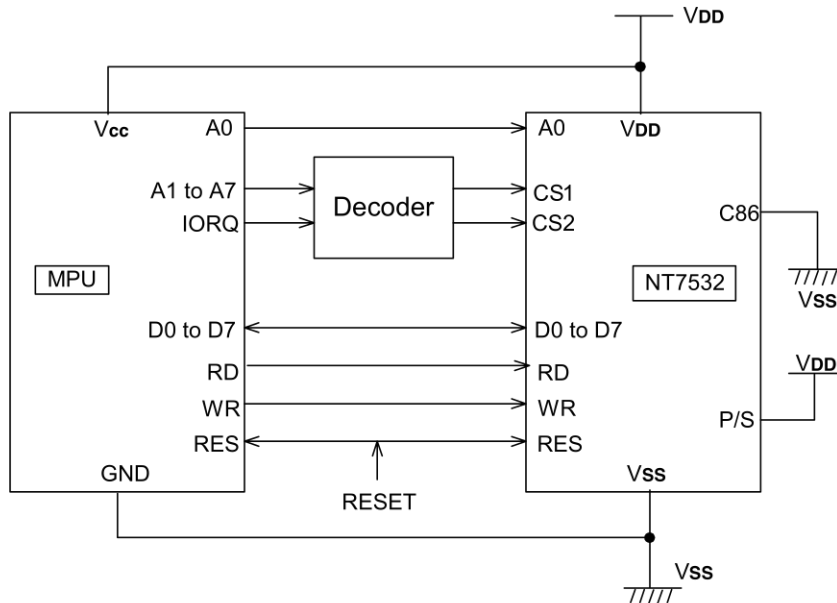 VDD
Vcc
A0
A0
VDD
A1 to A7
Decoder
CS1
C86
IORQ
CS2
MPU
NT7532
VSS
D0 to D7
D0 to D7
VDD
RD
RD
WR
WR
P/S
RES
RES
GND
RESET
VSS
VSS